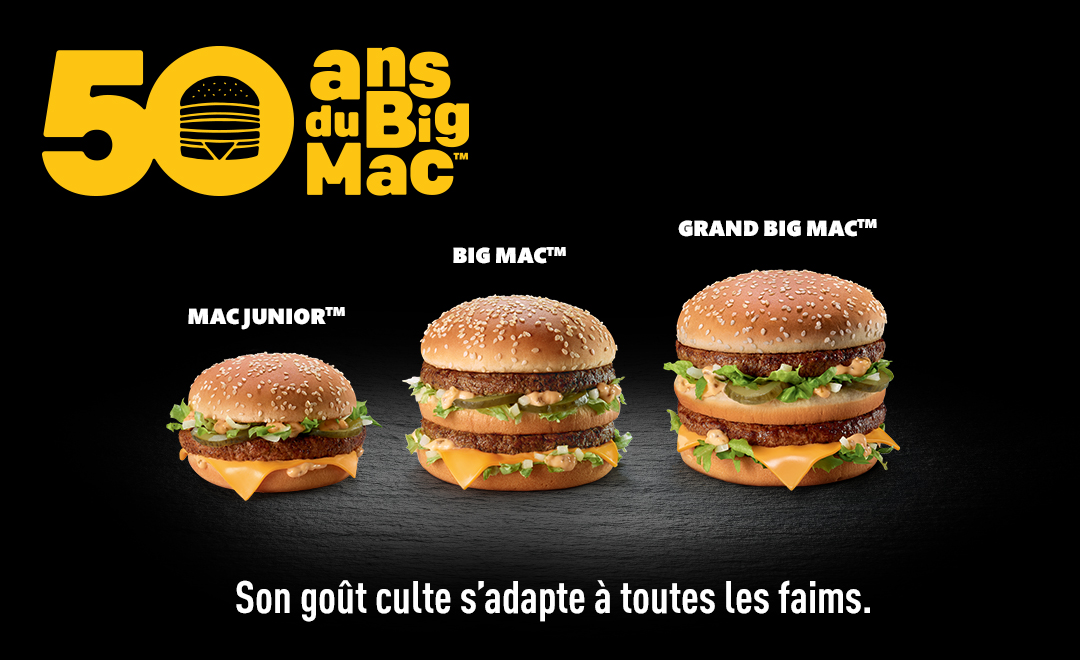 50
ans
du Big
Mac™
GRAND BIG MAC™
BIG MAC™
MAC JUNIOR™
Son goût culte s’adapte à toutes les faims.